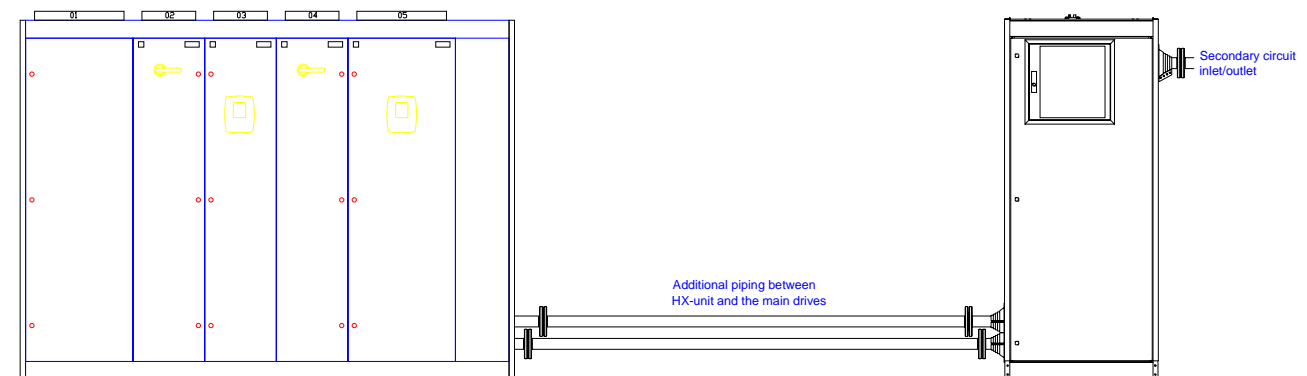 01 02 03 04 05
Secondary circuit
inlet/outlet
Additional piping between
HX-unit and the main drives